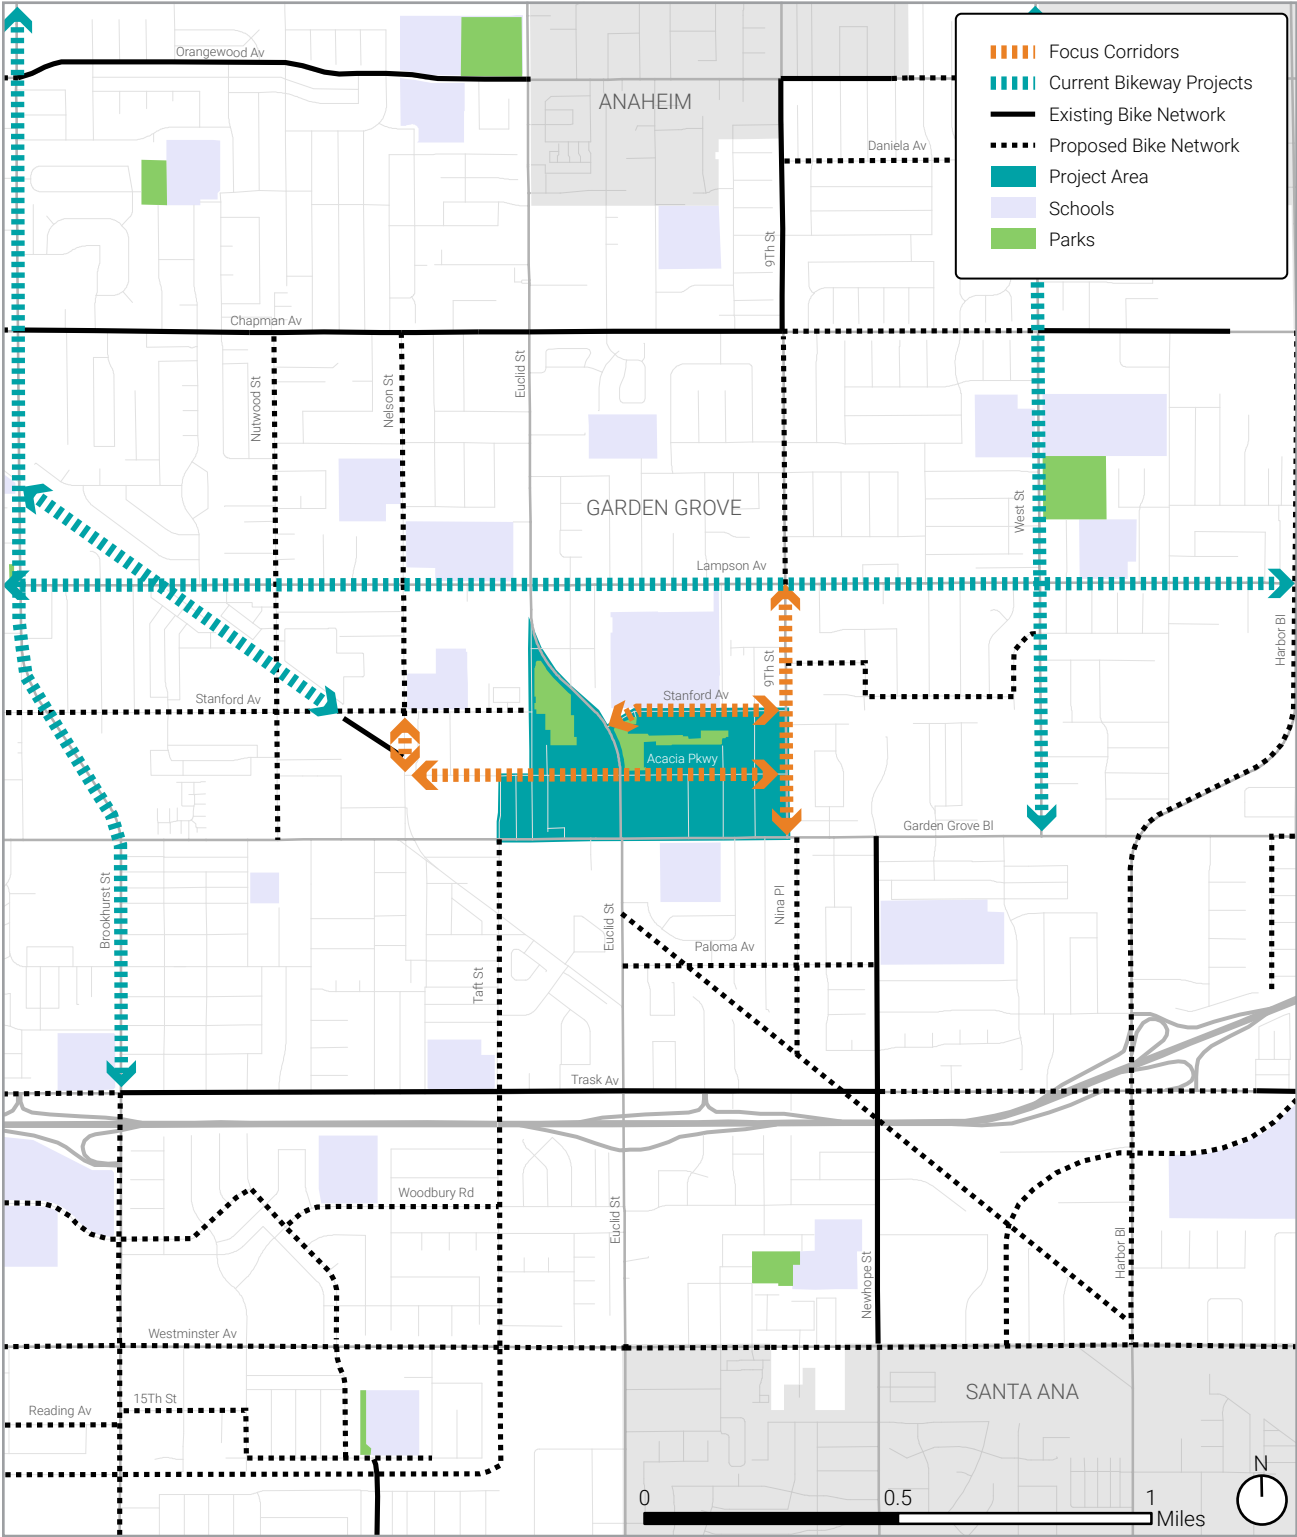 Orangewood Av
ANAHEIM
Focus Corridors
Current Bikeway Projects
Existing Bike Network
Proposed Bike Network
Project Area
Schools
Parks
Daniela Av
9Th St
Chapman Av
Nutwood St
Nelson St
Euclid St
GARDEN GROVE
West St
Lampson Av
Harbor Bl
9Th St
Stanford Av
Stanford Av
Acacia Pkwy
Garden Grove Bl
Brookhurst St
Nina Pl
Euclid St
Paloma Av
Taft St
Trask Av
Woodbury Rd
Euclid St
Harbor Bl
Newhope St
Westminster Av
SANTA ANA
15Th St
Reading Av
N
0 0.5 1
Miles